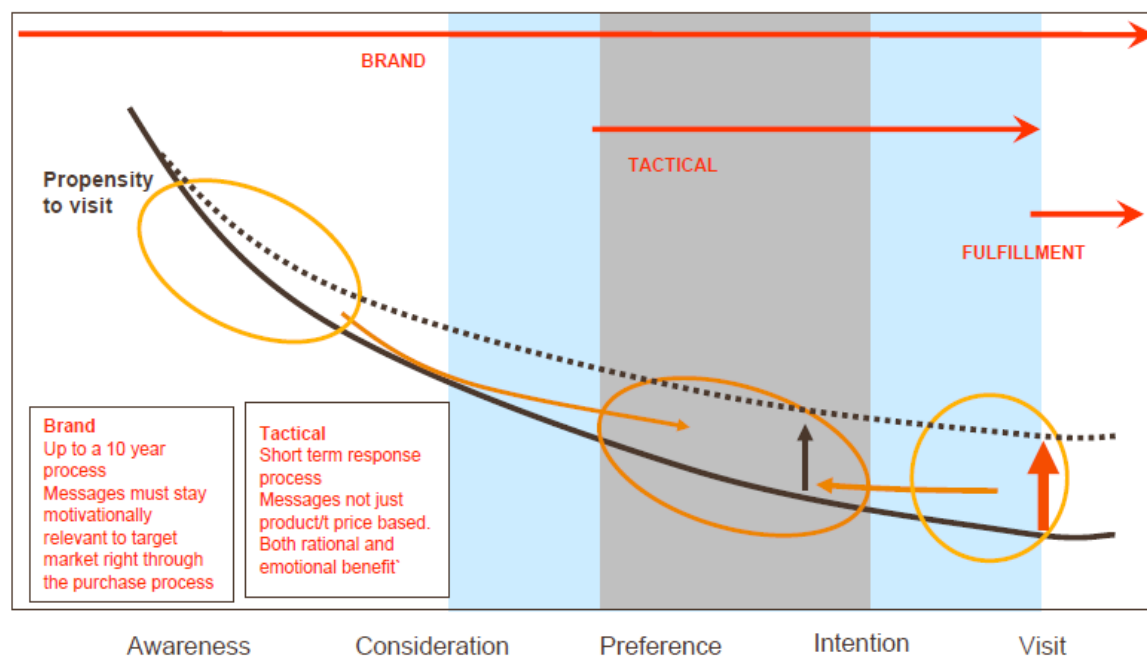 BRAND
TACTICAL
Propensity
to visit
FULFILLMENT
Brand
Up to a 10 year
process
Messages must stay
motivationally
relevant to target
market right through
the purchase process
Tactical
Short term response
process
Messages not just
product/t price based.
Both rational and
emotional benefit`
Awareness
Consideration
Preference
Intention
Visit